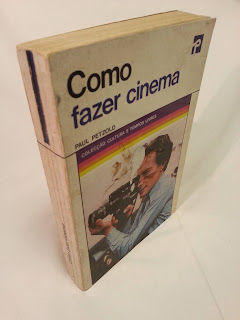 Como
fazer cinema
PAUL PETZOLD
COLECÇÃO CULTURA E TEMPOS LIVRES